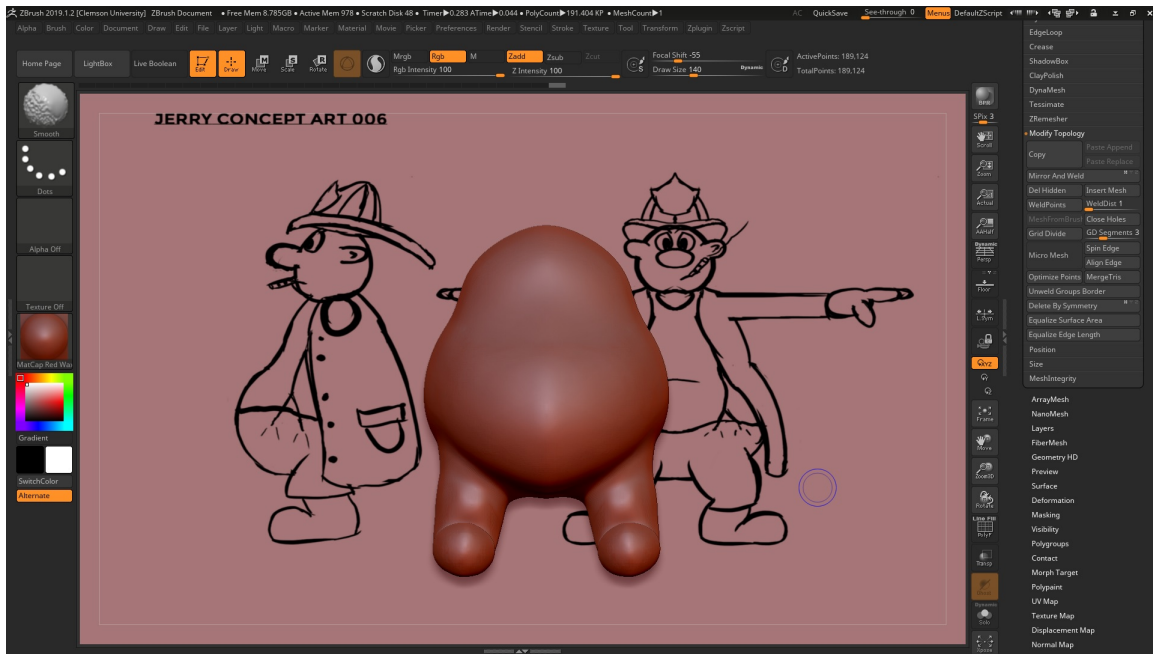 ZBrush 2019.1.2 [Clemson University] ZBrush Document • Free Mem 8.785GB • Active Mem 978 • Scratch Disk 48 • Timer▶0.283 ATime▶0.044 • PolyCount▶191.404 KP • MeshCount▶1 AC QuickSave See-through 0 Menus DefaultZScript
Alpha Brush Color Document Draw Edit File Layer Light Macro Marker Material Movie Picker Preferences Render Stencil Stroke Texture Tool Transform Zplugin Zscript
Home Page LightBox Live Boolean
Edit Draw Move Scale Rotate
Mrgb Rgb M
Rgb Intensity 100
Zadd Zsub Zcut
Z Intensity 100
Focal Shift -55
Draw Size 140 Dynamic
ActivePoints: 189,124
TotalPoints: 189,124
Smooth
Dots
Alpha Off
Texture Off
MatCap Red Wa
Gradient
SwitchColor
Alternate
JERRY CONCEPT ART 006
BPR
SPix 3
Scroll
Zoom
Actual
AAHalf
Dynamic
Persp
Floor
L.Sym
XYZ
Frame
Move
Zoom3D
Rotate
Line Fill
PolyF
Transp
Dynamic
Solo
Xpose
EdgeLoop
Crease
ShadowBox
ClayPolish
DynaMesh
Tessimate
ZRemesher
Modify Topology
Copy
Paste Append
Paste Replace
Mirror And Weld
Del Hidden Insert Mesh
WeldPoints WeldDist 1
MeshFromBrush Close Holes
Grid Divide GD Segments 3
Micro Mesh
Spin Edge
Align Edge
Optimize Points MergeTris
Unweld Groups Border
Delete By Symmetry
Equalize Surface Area
Equalize Edge Length
Position
Size
MeshIntegrity
ArrayMesh
NanoMesh
Layers
FiberMesh
Geometry HD
Preview
Surface
Deformation
Masking
Visibility
Polygroups
Contact
Morph Target
Polypaint
UV Map
Texture Map
Displacement Map
Normal Map